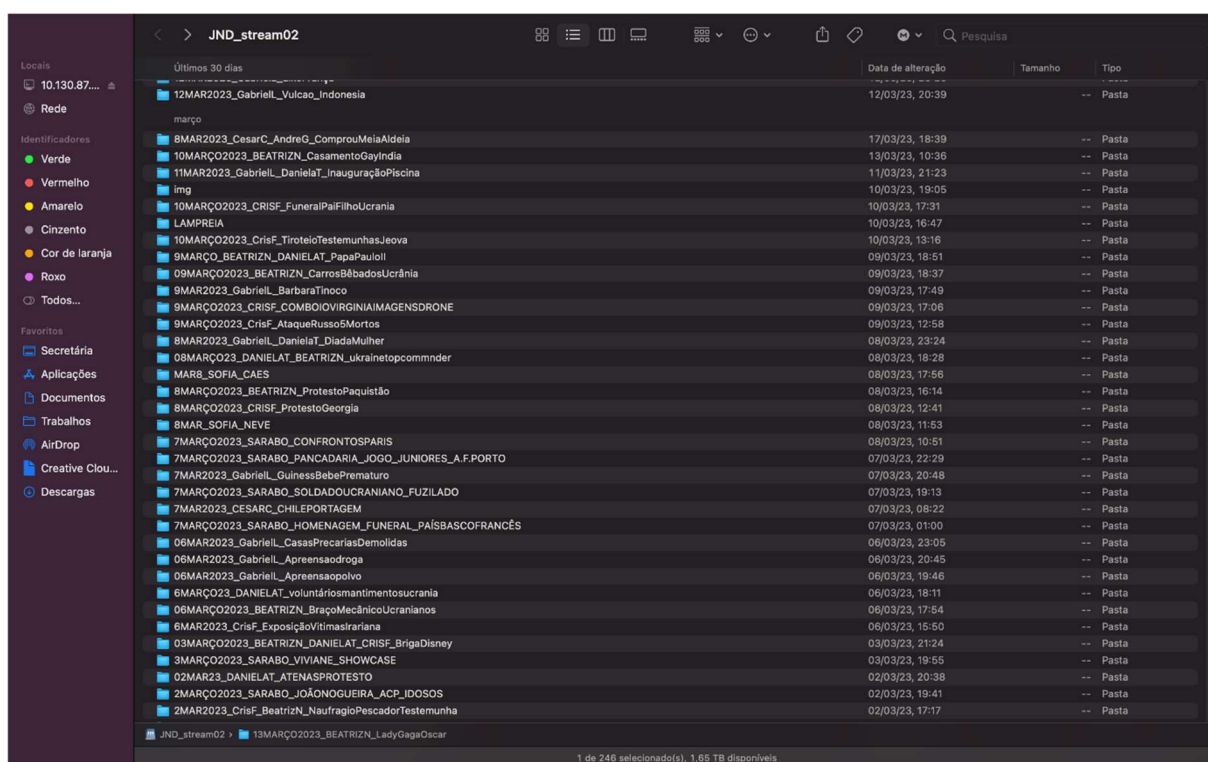 JND_stream02
Pesquisa
Locais
10.130.87....
Rede
Identificadores
Verde
Vermelho
Amarelo
Cinzento
Cor de laranja
Roxo
Todos...
Favoritos
Secretária
Aplicações
Documentos
Trabalhos
AirDrop
Creative Clou...
Descargas
Últimos 30 dias Data de alteração Tamanho Tipo
12MAR2023_GabrielL_Vulcao_Indonesia 12/03/23, 20:39 -- Pasta
março
8MAR2023_CesarC_AndreG_ComprouMeiaAldeia 17/03/23, 18:39 -- Pasta
10MARÇO2023_BEATRIZN_CasamentoGayIndia 13/03/23, 10:36 -- Pasta
11MAR2023_GabrielL_DanielaT_InauguraçãoPiscina 11/03/23, 21:23 -- Pasta
img 10/03/23, 19:05 -- Pasta
10MARÇO2023_CRISF_FuneralPaiFilhoUcrania 10/03/23, 17:31 -- Pasta
LAMPREIA 10/03/23, 16:47 -- Pasta
10MARÇO2023_CrisF_TiroteioTestemunhasJeova 10/03/23, 13:16 -- Pasta
9MARÇO_BEATRIZN_DANIELAT_PapaPauloII 09/03/23, 18:51 -- Pasta
09MARÇO2023_BEATRIZN_CarrosBêbadosUcrânia 09/03/23, 18:37 -- Pasta
9MAR2023_GabrielL_BarbaraTinoco 09/03/23, 17:49 -- Pasta
9MARÇO2023_CRISF_COMBOIOVIRGINIAIMAGENSDRONE 09/03/23, 17:06 -- Pasta
9MARÇO2023_CrisF_AtaqueRusso5Mortos 09/03/23, 12:58 -- Pasta
8MAR2023_GabrielL_DanielaT_DiadaMulher 08/03/23, 23:24 -- Pasta
08MARÇO23_DANIELAT_BEATRIZN_ukrainetopcommnder 08/03/23, 18:28 -- Pasta
MAR8_SOFIA_CAES 08/03/23, 17:56 -- Pasta
8MARÇO2023_BEATRIZN_ProtestoPaquistão 08/03/23, 16:14 -- Pasta
8MARÇO2023_CRISF_ProtestoGeorgia 08/03/23, 12:41 -- Pasta
8MAR_SOFIA_NEVE 08/03/23, 11:53 -- Pasta
7MARÇO2023_SARABO_CONFRONTOSPARIS 08/03/23, 10:51 -- Pasta
7MARÇO2023_SARABO_PANCADARIA_JOGO_JUNIORES_A.F.PORTO 07/03/23, 22:29 -- Pasta
7MAR2023_GabrielL_GuinessBebePrematuro 07/03/23, 20:48 -- Pasta
7MARÇO2023_SARABO_SOLDADOUCRANIANO_FUZILADO 07/03/23, 19:13 -- Pasta
7MAR2023_CESARC_CHILEPORTAGEM 07/03/23, 08:22 -- Pasta
7MARÇO2023_SARABO_HOMENAGEM_FUNERAL_PAÍSBASCOFRANCÊS 07/03/23, 01:00 -- Pasta
06MAR2023_GabrielL_CasasPrecariasDemolidas 06/03/23, 23:05 -- Pasta
06MAR2023_GabrielL_Apreensaodroga 06/03/23, 20:45 -- Pasta
06MAR2023_GabrielL_Apreensaopolvo 06/03/23, 19:46 -- Pasta
6MARÇO23_DANIELAT_voluntáriosmantimentosucrania 06/03/23, 18:11 -- Pasta
06MARÇO2023_BEATRIZN_BraçoMecânicoUcranianos 06/03/23, 17:54 -- Pasta
6MAR2023_CrisF_ExposiçãoVitimasIrariana 06/03/23, 15:50 -- Pasta
03MARÇO2023_BEATRIZN_DANIELAT_CRISF_BrigaDisney 03/03/23, 21:24 -- Pasta
3MARÇO2023_SARABO_VIVIANE_SHOWCASE 03/03/23, 19:55 -- Pasta
02MAR23_DANIELAT_ATENASPROTESTO 02/03/23, 20:38 -- Pasta
2MARÇO2023_SARABO_JOÃONOGUEIRA_ACP_IDOSOS 02/03/23, 19:41 -- Pasta
2MAR2023_CrisF_BeatrizN_NaufragioPescadorTestemunha 02/03/23, 17:17 -- Pasta
JND_stream02 › 13MARÇO2023_BEATRIZN_LadyGagaOscar
1 de 246 selecionado(s), 1,65 TB disponíveis